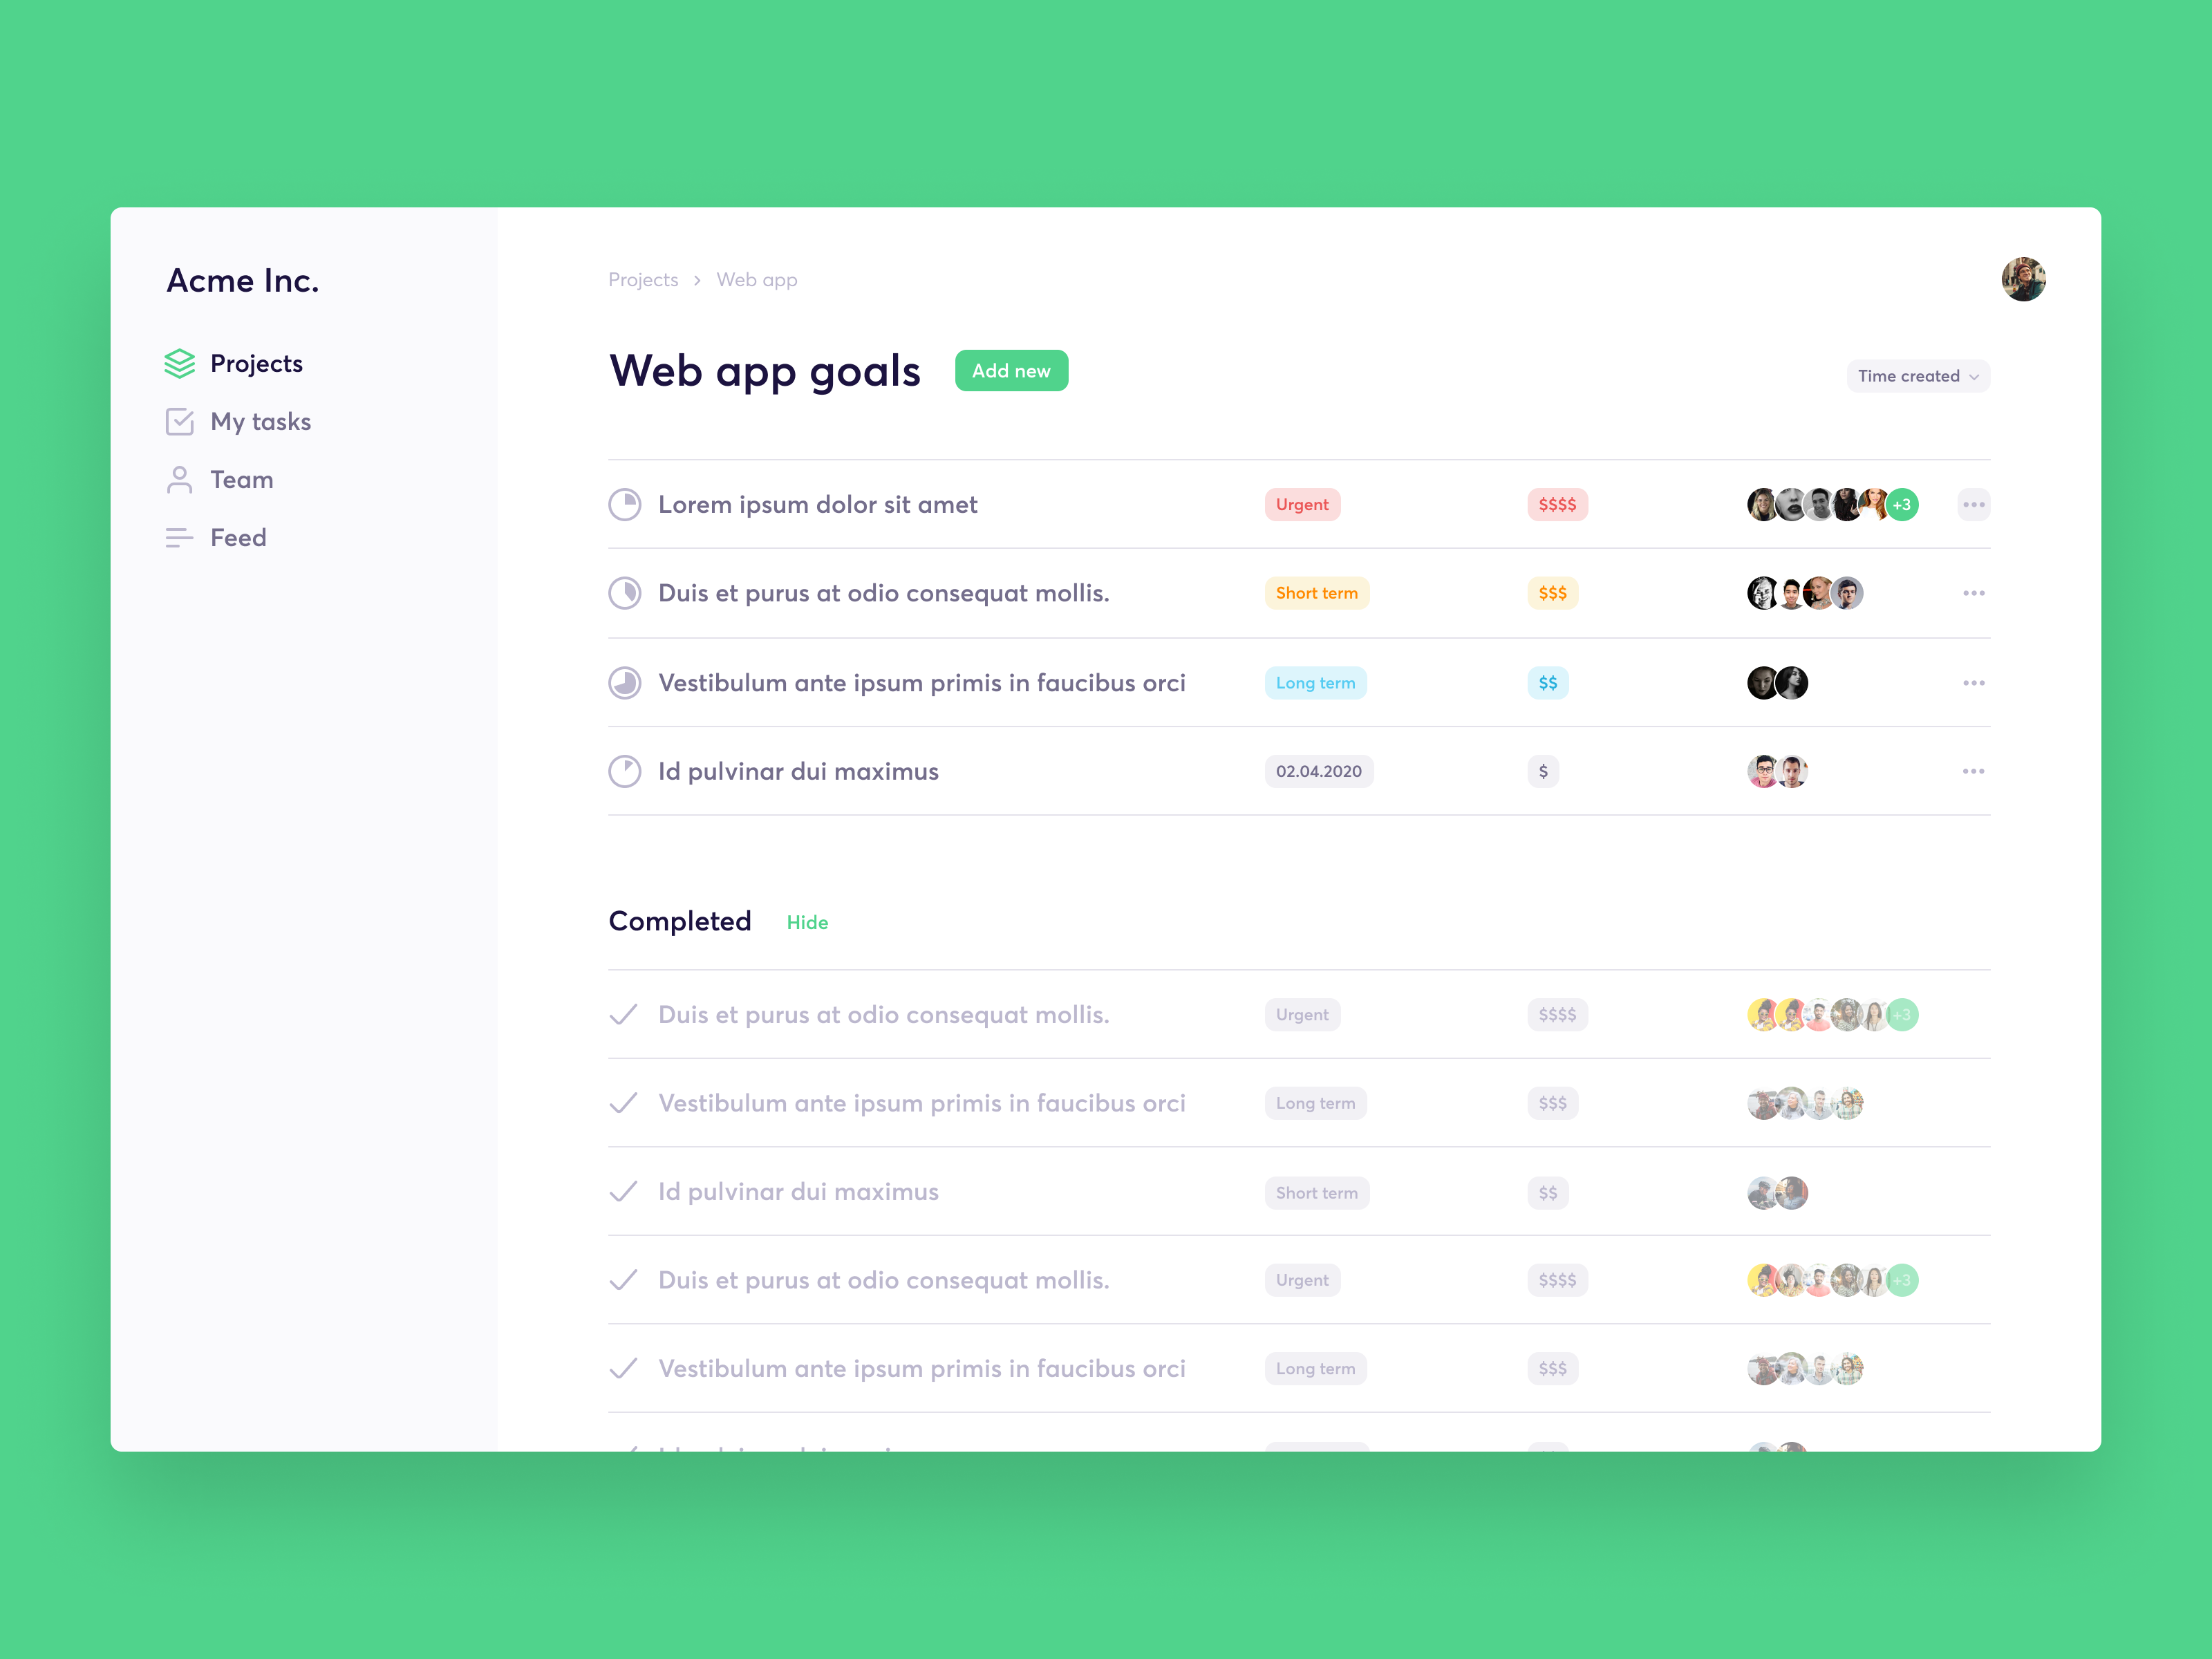 Acme Inc.
Projects
My tasks
Team
Feed
Projects > Web app
Web app goals
Add new
Time created
Lorem ipsum dolor sit amet Urgent $$$$ +3
Duis et purus at odio consequat mollis. Short term $$$
Vestibulum ante ipsum primis in faucibus orci Long term $$
Id pulvinar dui maximus 02.04.2020 $
Completed Hide
Duis et purus at odio consequat mollis. Urgent $$$$ +3
Vestibulum ante ipsum primis in faucibus orci Long term $$$
Id pulvinar dui maximus Short term $$
Duis et purus at odio consequat mollis. Urgent $$$$ +3
Vestibulum ante ipsum primis in faucibus orci Long term $$$